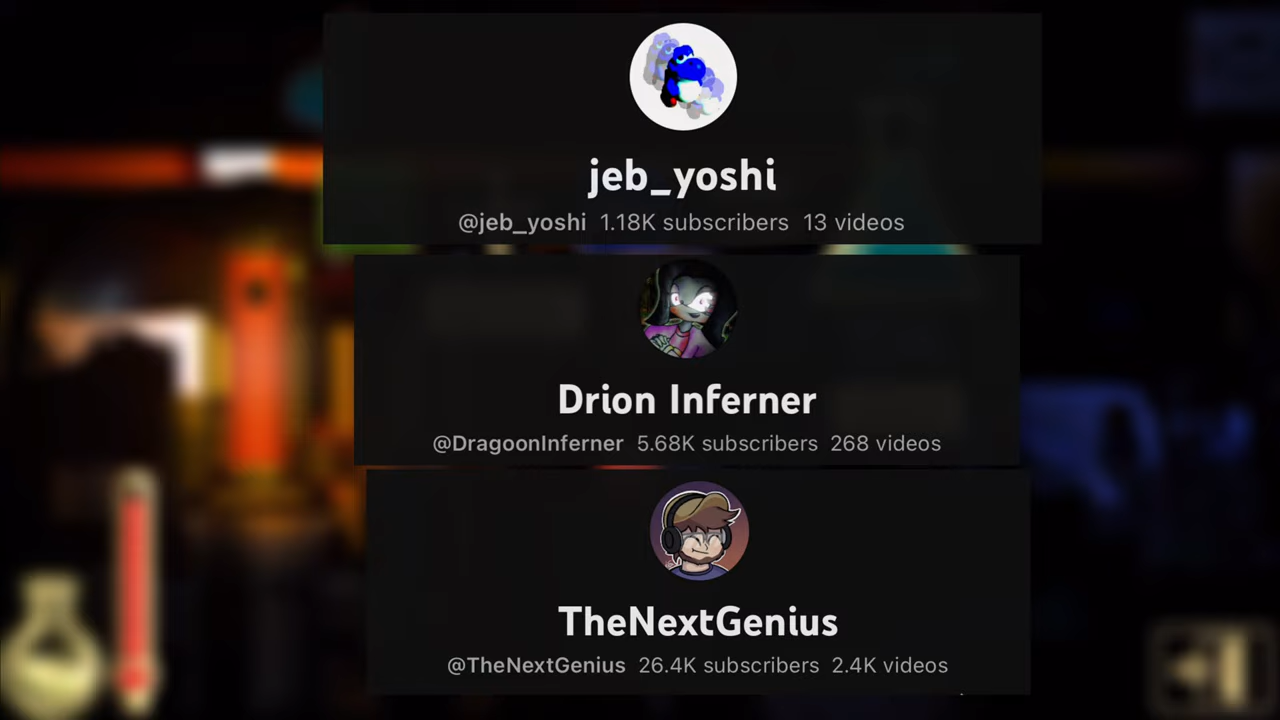 jeb_yoshi
@jeb_yoshi 1.18K subscribers 13 videos
Drion Inferner
@DragoonInferner 5.68K subscribers 268 videos
TheNextGenius
@TheNextGenius 26.4K subscribers 2.4K videos